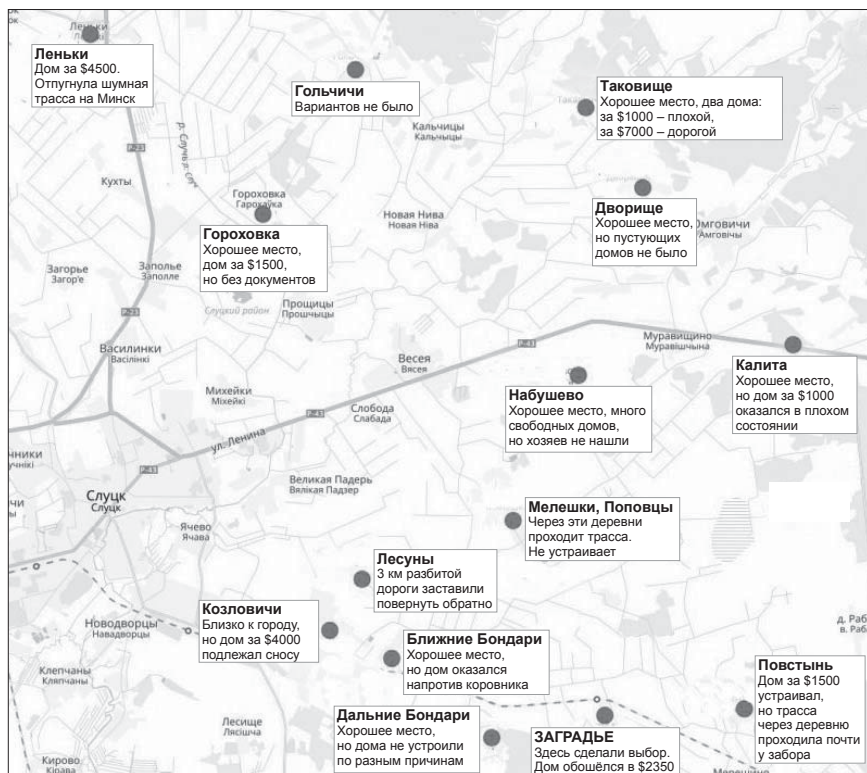 Леньки
Дом за $4500.
Отпугнула шумная
трасса на Минск
Гольчичи
Вариантов не было
Таковище
Хорошее место, два дома:
за $1000 – плохой,
за $7000 – дорогой
Кальчицы
Кальчыцы
Р-23
р. Случь
Кухты
Гороховка
Гарохаўка
Гороховка
Хорошее место,
дом за $1500,
но без документов
Новая Нива
Новая Ніва
Дворище
Хорошее место,
но пустующих
домов не было
Омговичи
Амговічы
Загорье
Загор'е
Заполье
Заполле
Слуцкий район
Прощицы
Прошчыцы
Р-23
Василинки
Васілінкі
Весея
Вясея
Р-43
Муравищино
Муравішчына
Калита
Хорошее место,
но дом за $1000
оказался в плохом
состоянии
Набушево
Хорошее место, много
свободных домов,
но хозяев не нашли
Михейки
Міхейкі
Слобода
Слабада
Р-43
ул. Ленина
Р-43
Слуцк
Слуцк
Великая Падерь
Вялікая Падзер
Ячево
Ячава
Мелешки, Поповцы
Через эти деревни
проходит трасса.
Не устраивает
Лесуны
3 км разбитой
дороги заставили
повернуть обратно
Новодворцы
Навадворцы
Козловичи
Близко к городу,
но дом за $4000
подлежал сносу
Ближние Бондари
Хорошее место,
но дом оказался
напротив коровника
Клепчаны
Кляпчаны
Повстынь
Дом за $1500
устраивал,
но трасса
через деревню
проходила почти
у забора
Лесище
Лясішча
Дальние Бондари
Хорошее место,
но дома не устроили
по разным причинам
ЗАГРАДЬЕ
Здесь сделали выбор.
Дом обошёлся в $2350
Кирово
Кірава